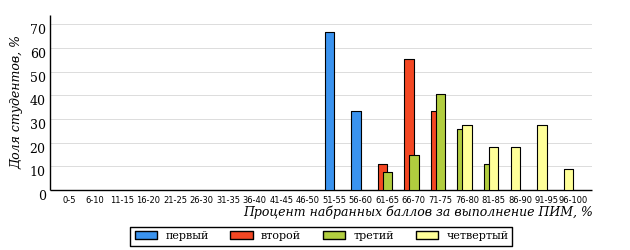 Доля студентов, %
70
60
50
40
30
20
10
0
0-5 6-10 11-15 16-20 21-25 26-30 31-35 36-40 41-45 46-50 51-55 56-60 61-65 66-70 71-75 76-80 81-85 86-90 91-95 96-100
Процент набранных баллов за выполнение ПИМ, %
первый второй третий четвертый